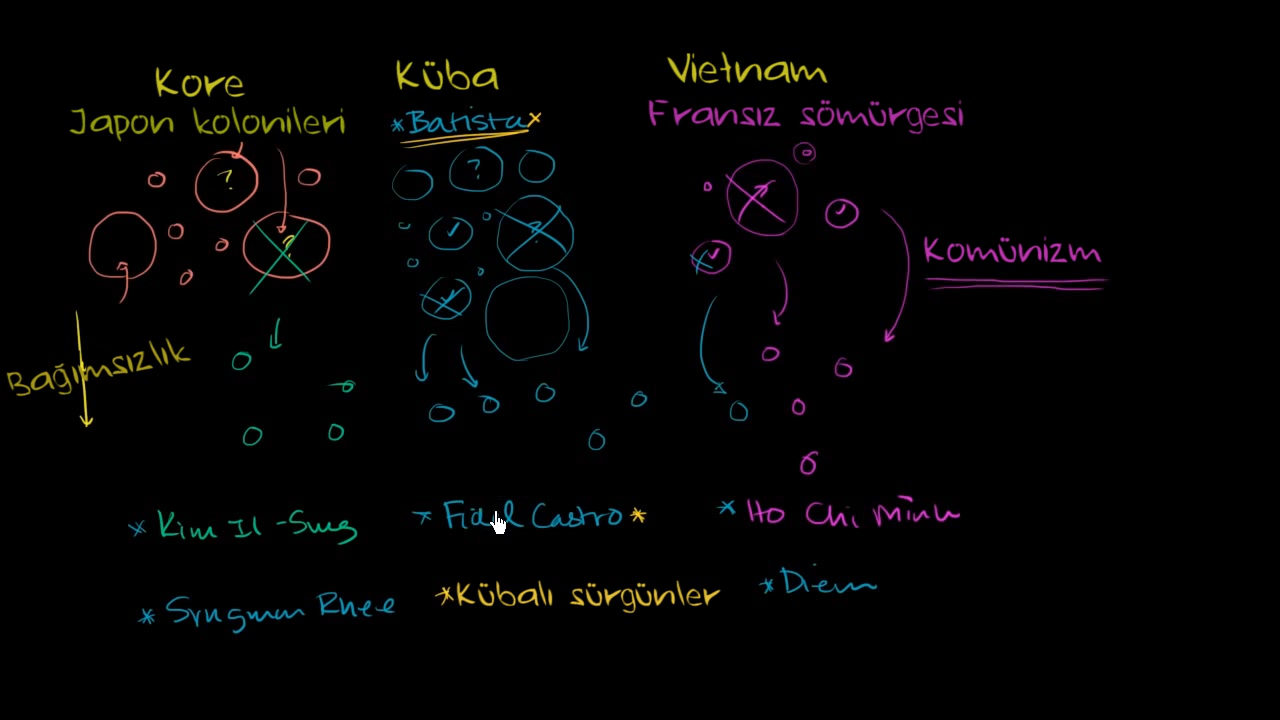 Kore
Japon kolonileri
Bağımsızlık
* Kim Il-Sung
* Syngman Rhee
Küba
*Batista*
? 
* Fidel Castro *
*Kübalı sürgünler
Vietnam
Fransız sömürgesi
Komünizm
* Ho Chi Minh
*Diem